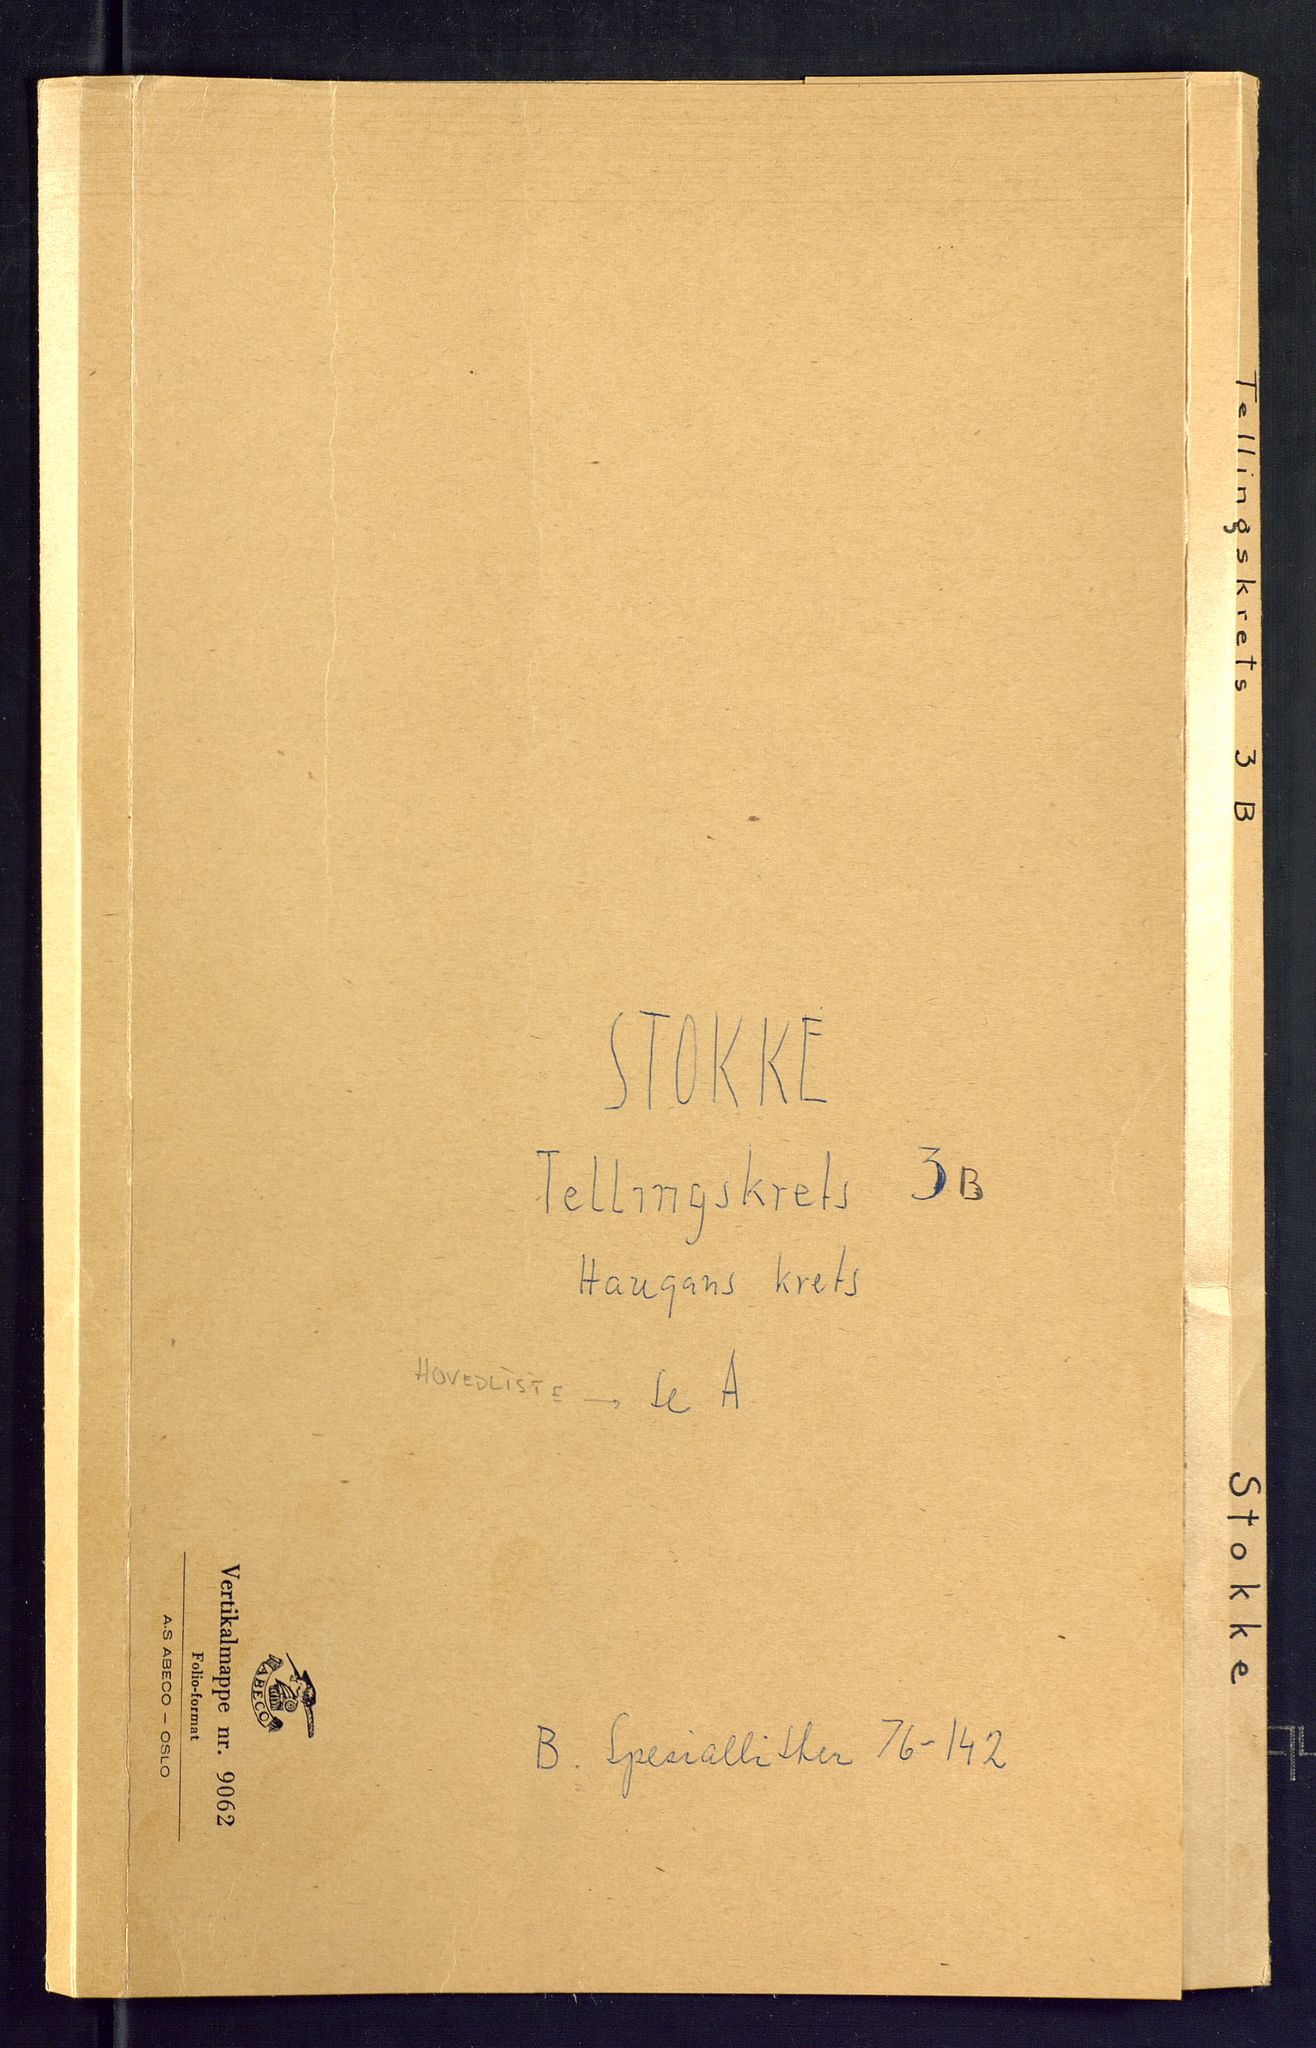 STOKKE
Tellingskrets 3B
Haugans krets
HOVEDLISTE → Se A
B. Spesiallister 76-142
Tellingskrets 3 B
Stokke
ABECO
Vertikalmappe nr. 9062
Folio-format
A.S ABECO – OSLO